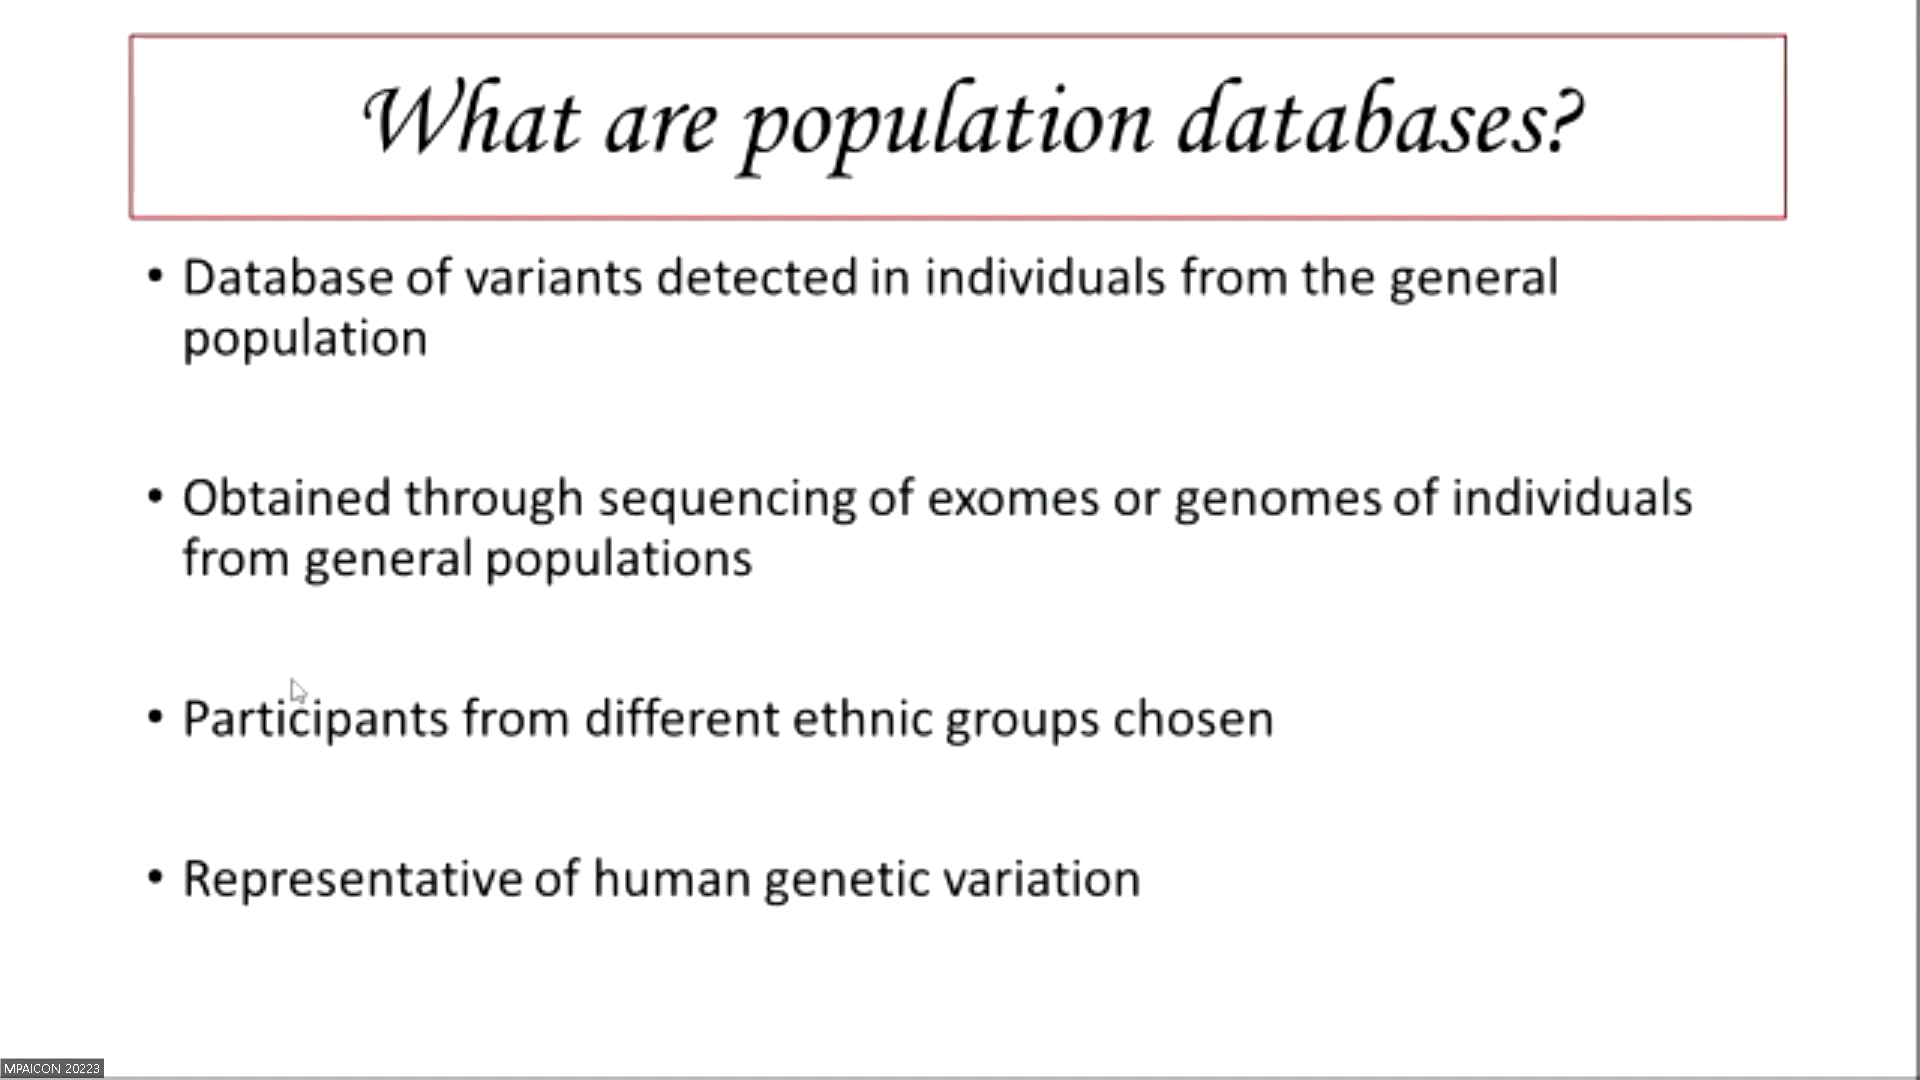 What are population databases?
• Database of variants detected in individuals from the general
population
• Obtained through sequencing of exomes or genomes of individuals
from general populations
• Participants from different ethnic groups chosen
• Representative of human genetic variation
MPAICON 20223